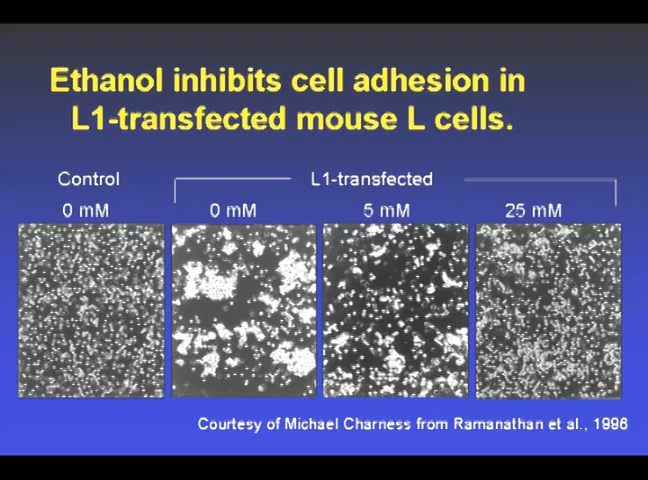 Ethanol inhibits cell adhesion in
L1-transfected mouse L cells.
Control
L1-transfected
0 mM
0 mM
5 mM
25 mM
Courtesy of Michael Charness from Ramanathan et al., 1996